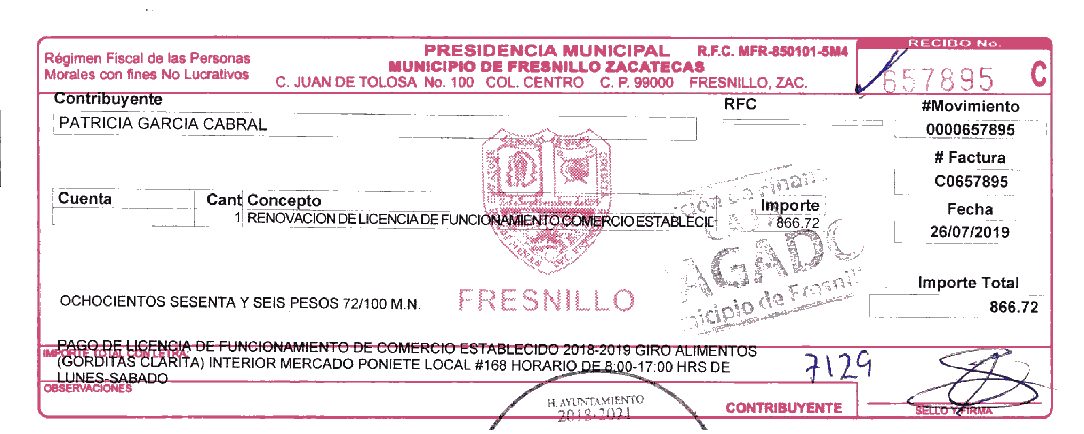 Régimen Fiscal de las Personas
Morales con fines No Lucrativos
PRESIDENCIA MUNICIPAL
R.F.C. MFR-850101-5M4
MUNICIPIO DE FRESNILLO ZACATECAS
C. JUAN DE TOLOSA No. 100 COL. CENTRO C. P. 99000 FRESNILLO, ZAC.
RECIBO No.
657895 C
Contribuyente
RFC
#Movimiento
PATRICIA GARCIA CABRAL
0000657895
# Factura
C0657895
Cuenta
Cant Concepto
Importe
Fecha
1 RENOVACION DE LICENCIA DE FUNCIONAMIENTO COMERCIO ESTABLECI
866.72
26/07/2019
AGADO
icipio de Fresnil
Importe Total
OCHOCIENTOS SESENTA Y SEIS PESOS 72/100 M.N.
FRESNILLO
866.72
IMPORTE TOTAL CON LETRA
PAGO DE LICENCIA DE FUNCIONAMIENTO DE COMERCIO ESTABLECIDO 2018-2019 GIRO ALIMENTOS
(GORDITAS CLARITA) INTERIOR MERCADO PONIETE LOCAL #168 HORARIO DE 8:00-17:00 HRS DE
LUNES-SABADO
7129
OBSERVACIONES
H. AYUNTAMIENTO
2018-2021
CONTRIBUYENTE
SELLO Y FIRMA